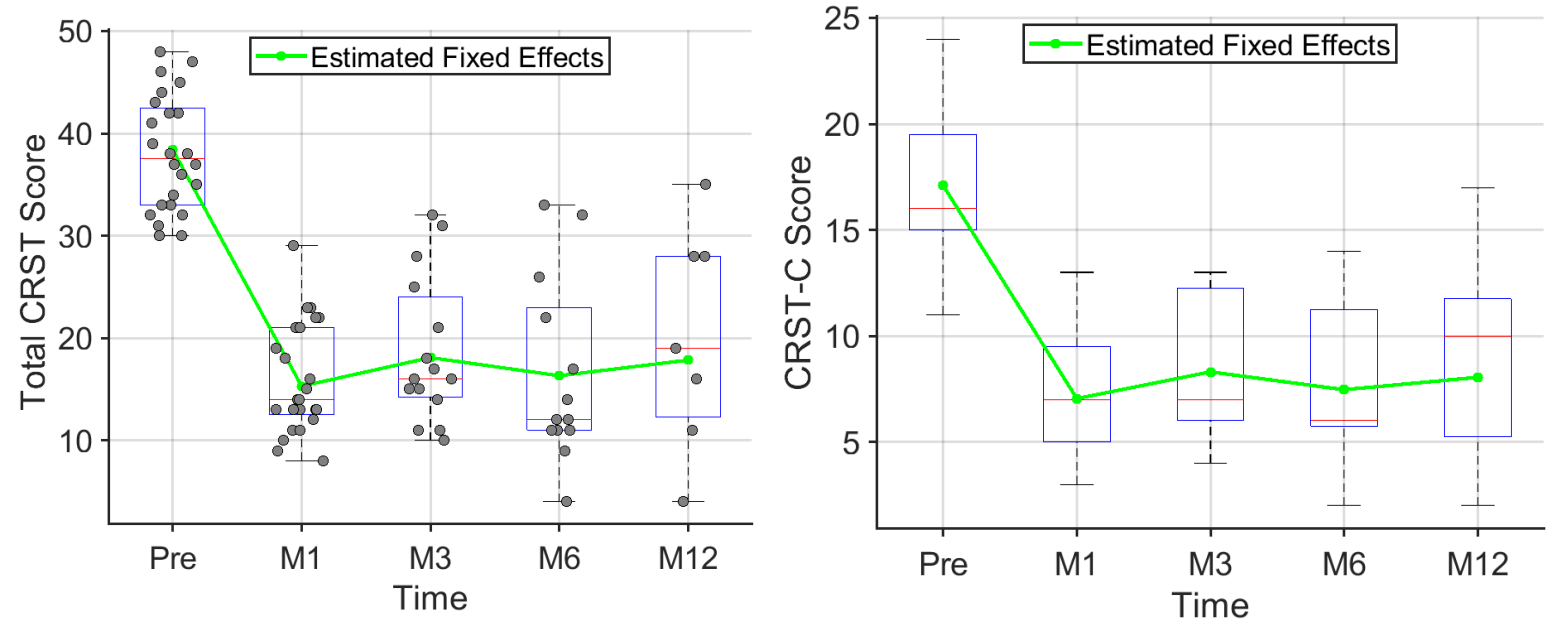 Estimated Fixed Effects
Total CRST Score
50
40
30
20
10
Pre M1 M3 M6 M12
Time
Estimated Fixed Effects
CRST-C Score
25
20
15
10
5
Pre M1 M3 M6 M12
Time